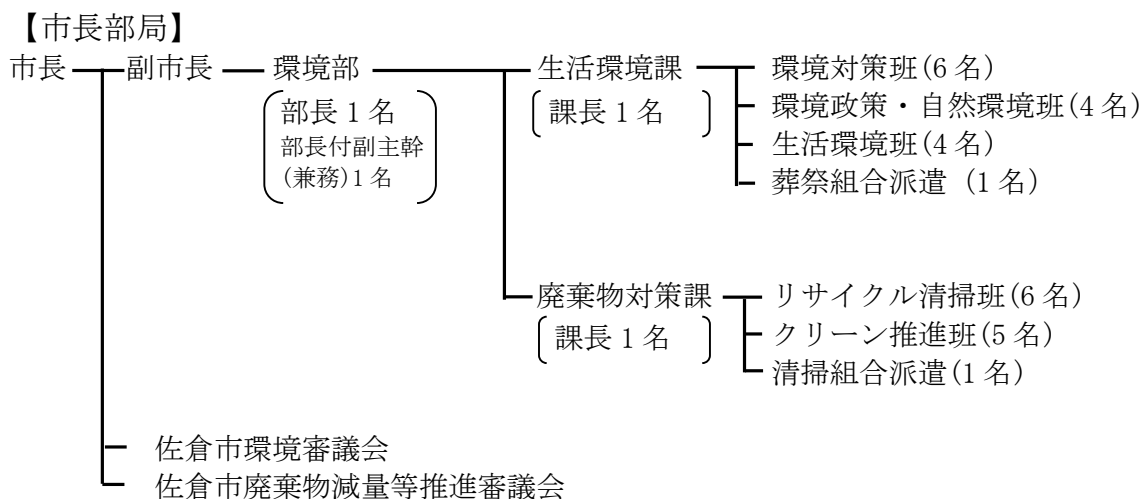 【市長部局】
市長 副市長 環境部 生活環境課 環境対策班(6名)
部長1名 課長1名 環境政策・自然環境班(4名)
部長付副主幹 生活環境班(4名)
(兼務)1名 葬祭組合派遣 (1名)
廃棄物対策課 リサイクル清掃班(6名)
課長1名 クリーン推進班(5名)
清掃組合派遣(1名)
佐倉市環境審議会
佐倉市廃棄物減量等推進審議会